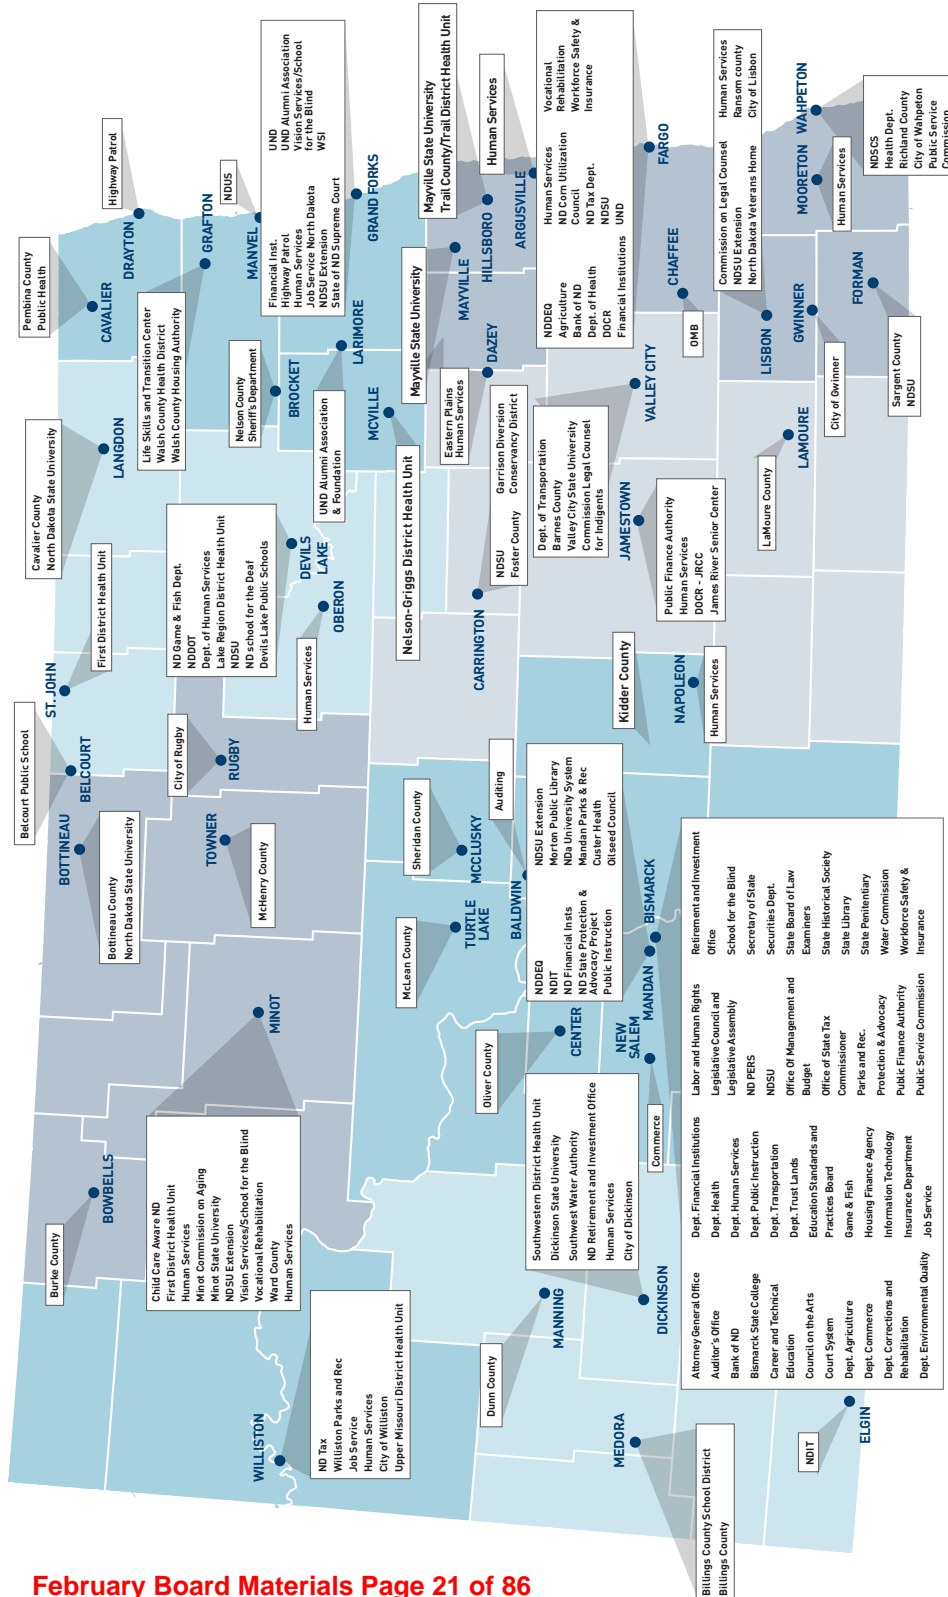 Burke County
BOWBELLS
Bottineau County
North Dakota State University
BOTTINEAU
Belcourt Public School
BELCOURT
ST. JOHN
First District Health Unit
Cavalier County
North Dakota State University
LANGDON
Pembina County
Public Health
CAVALIER
Highway Patrol
DRAYTON
WILLISTON
ND Tax
Williston Parks and Rec
Job Service
Human Services
City of Williston
Upper Missouri District Health Unit
MINOT
Child Care Aware ND
First District Health Unit
Human Services
Minot Commission on Aging
Minot State University
NDSU Extension
Vision Services/School for the Blind
Vocational Rehabilitation
Ward County
Human Services
TOWNER
McHenry County
City of Rugby
RUGBY
ND Game & Fish Dept.
NDDOT
Dept. of Human Services
Lake Region District Health Unit
NDSU
ND school for the Deaf
Devils Lake Public Schools
DEVILS
LAKE
OBERON
Human Services
Life Skills and Transition Center
Walsh County Health District
Walsh County Housing Authority
GRAFTON
NDUS
MANVEL
Nelson County
Sheriff's Department
BROCKET
UND Alumni Association
& Foundation
LARIMORE
Financial Inst.
Highway Patrol
Human Services
Job Service North Dakota
NDSU Extension
State of ND Supreme Court
UND
UND Alumni Association
Vision Services/School
for the Blind
WSI
GRAND FORKS
MCVILLE
Nelson-Griggs District Health Unit
Dunn County
MANNING
McLean County
TURTLE
LAKE
Sheridan County
MCCLUSKY
Auditing
BALDWIN
Oliver County
CENTER
CARRINGTON
NDSU
Foster County
Garrison Diversion
Conservancy District
Eastern Plains
Human Services
DAZEY
Mayville State University
MAYVILLE
Mayville State University
Trail County/Trail District Health Unit
HILLSBORO
Human Services
ARGUSVILLE
MEDORA
Billings County School District
Billings County
DICKINSON
Southwestern District Health Unit
Dickinson State University
Southwest Water Authority
ND Retirement and Investment Office
Human Services
City of Dickinson
NEW
SALEM
Commerce
MANDAN
NDDEQ
NDIT
ND Financial Insts
ND State Protection &
Advocacy Project
Public Instruction
NDSU Extension
Morton Public Library
NDa University System
Mandan Parks & Rec
Custer Health
Oilseed Council
BISMARCK
Attorney General Office
Auditor's Office
Bank of ND
Bismarck State College
Career and Technical
Education
Council on the Arts
Court System
Dept. Agriculture
Dept. Commerce
Dept. Corrections and
Rehabilitation
Dept. Environmental Quality
Dept. Financial Institutions
Dept. Health
Dept. Human Services
Dept. Public Instruction
Dept. Transportation
Dept. Trust Lands
Education Standards and
Practices Board
Game & Fish
Housing Finance Agency
Information Technology
Insurance Department
Job Service
Labor and Human Rights
Legislative Council and
Legislative Assembly
ND PERS
NDSU
Office Of Management and
Budget
Office of State Tax
Commissioner
Parks and Rec.
Protection & Advocacy
Public Finance Authority
Public Service Commission
Retirement and Investment
Office
School for the Blind
Secretary of State
Securities Dept.
State Board of Law
Examiners
State Historical Society
State Library
State Penitentiary
Water Commission
Workforce Safety &
Insurance
Kidder County
NAPOLEON
Human Services
JAMESTOWN
Public Finance Authority
Human Services
DOCR - JRCC
James River Senior Center
Dept. of Transportation
Barnes County
Valley City State University
Commission Legal Counsel
for Indigents
VALLEY CITY
NDDEQ
Agriculture
Bank of ND
Dept. of Health
DOCR
Financial Institutions
Human Services
ND Corn Utilization
Council
ND Tax Dept.
NDSU
UND
Vocational
Rehabilitation
Workforce Safety &
Insurance
FARGO
CHAFFEE
OMB
ELGIN
NDIT
LaMoure County
LAMOURE
Commission on Legal Counsel
NDSU Extension
North Dakota Veterans Home
Human Services
Ransom county
City of Lisbon
LISBON
GWINNER
City of Gwinner
FORMAN
Sargent County
NDSU
MOORETON
Human Services
WAHPETON
NDSCS
Health Dept.
Richland County
City of Wahpeton
Public Service
Commission
February Board Materials Page 21 of 86